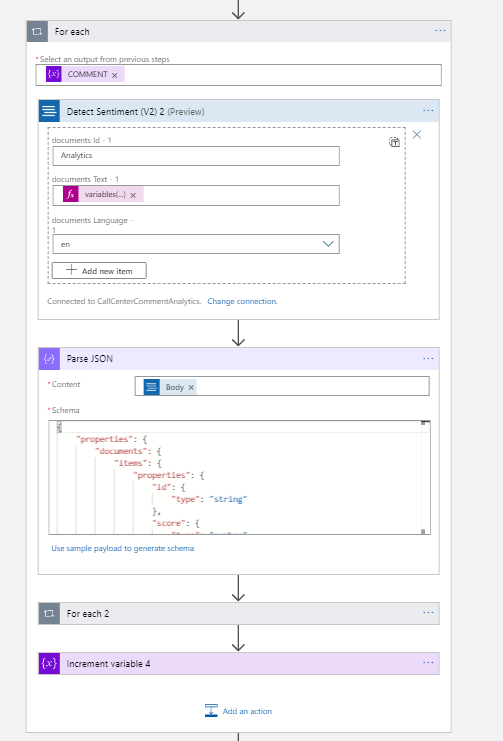 For each
...
* Select an output from previous steps
{x} COMMENT ×
Detect Sentiment (V2) 2 (Preview)
...
documents Id - 1
Analytics
documents Text - 1
fx variables(...) ×
documents Language -
1
en
Add new item
Connected to CallCenterCommentAnalytics. Change connection.
Parse JSON
...
* Content
Body ×
* Schema
{
"properties": {
"documents": {
"items": {
"properties": {
"id": {
"type": "string"
},
"score": {
Use sample payload to generate schema
For each 2
...
{x} Increment variable 4
...
Add an action